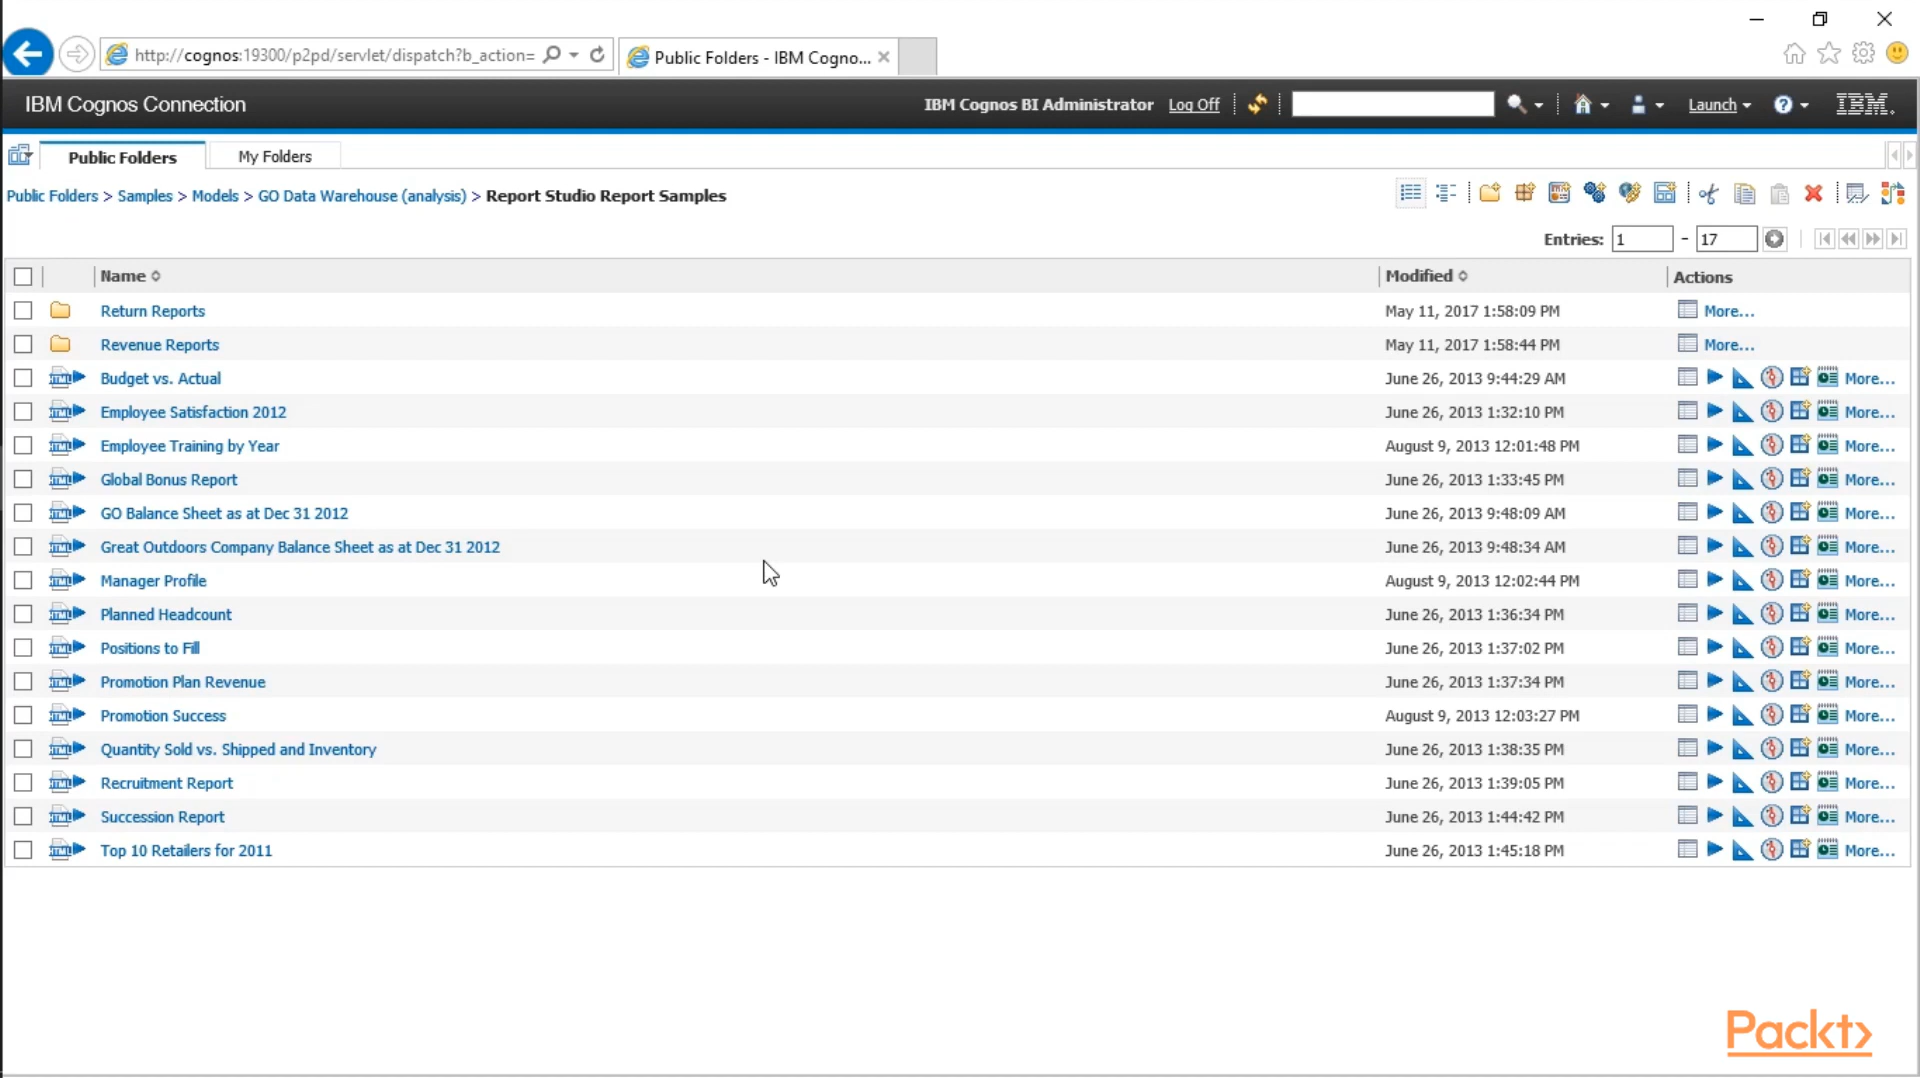 http://cognos:19300/p2pd/servlet/dispatch?b_action=
Public Folders - IBM Cogno...
IBM Cognos Connection
IBM Cognos BI Administrator Log Off Launch IBM.
Public Folders My Folders
Public Folders > Samples > Models > GO Data Warehouse (analysis) > Report Studio Report Samples
Entries: 1 - 17
Name Modified Actions
Return Reports May 11, 2017 1:58:09 PM More...
Revenue Reports May 11, 2017 1:58:44 PM More...
Budget vs. Actual June 26, 2013 9:44:29 AM More...
Employee Satisfaction 2012 June 26, 2013 1:32:10 PM More...
Employee Training by Year August 9, 2013 12:01:48 PM More...
Global Bonus Report June 26, 2013 1:33:45 PM More...
GO Balance Sheet as at Dec 31 2012 June 26, 2013 9:48:09 AM More...
Great Outdoors Company Balance Sheet as at Dec 31 2012 June 26, 2013 9:48:34 AM More...
Manager Profile August 9, 2013 12:02:44 PM More...
Planned Headcount June 26, 2013 1:36:34 PM More...
Positions to Fill June 26, 2013 1:37:02 PM More...
Promotion Plan Revenue June 26, 2013 1:37:34 PM More...
Promotion Success August 9, 2013 12:03:27 PM More...
Quantity Sold vs. Shipped and Inventory June 26, 2013 1:38:35 PM More...
Recruitment Report June 26, 2013 1:39:05 PM More...
Succession Report June 26, 2013 1:44:42 PM More...
Top 10 Retailers for 2011 June 26, 2013 1:45:18 PM More...
Packt>